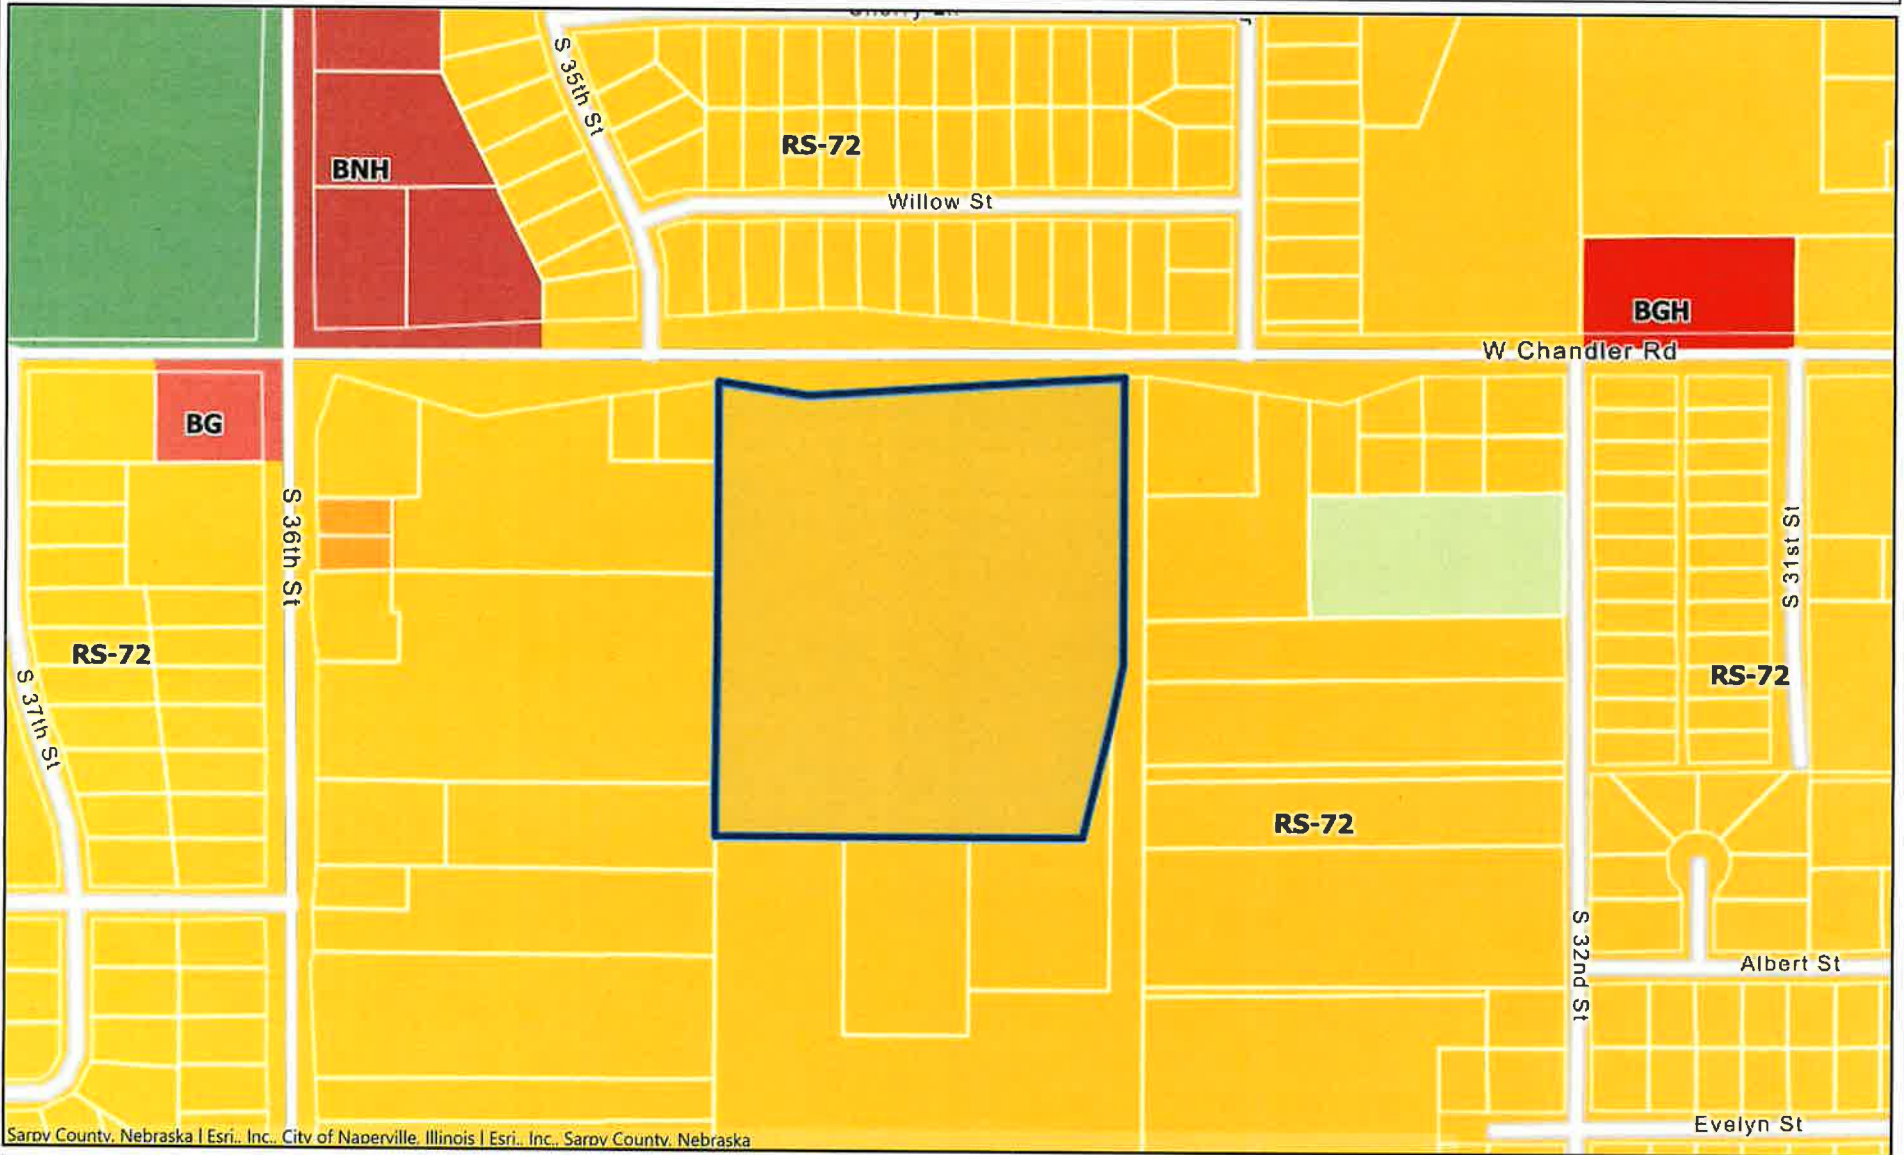 S 35th St
RS-72
BNH
Willow St
BGH
W Chandler Rd
BG
S 36th St
S 31st St
RS-72
RS-72
S 37th St
RS-72
S 32nd St
Albert St
Evelyn St
Sarpy County, Nebraska | Esri., Inc., City of Naperville, Illinois | Esri., Inc., Sarpy County, Nebraska